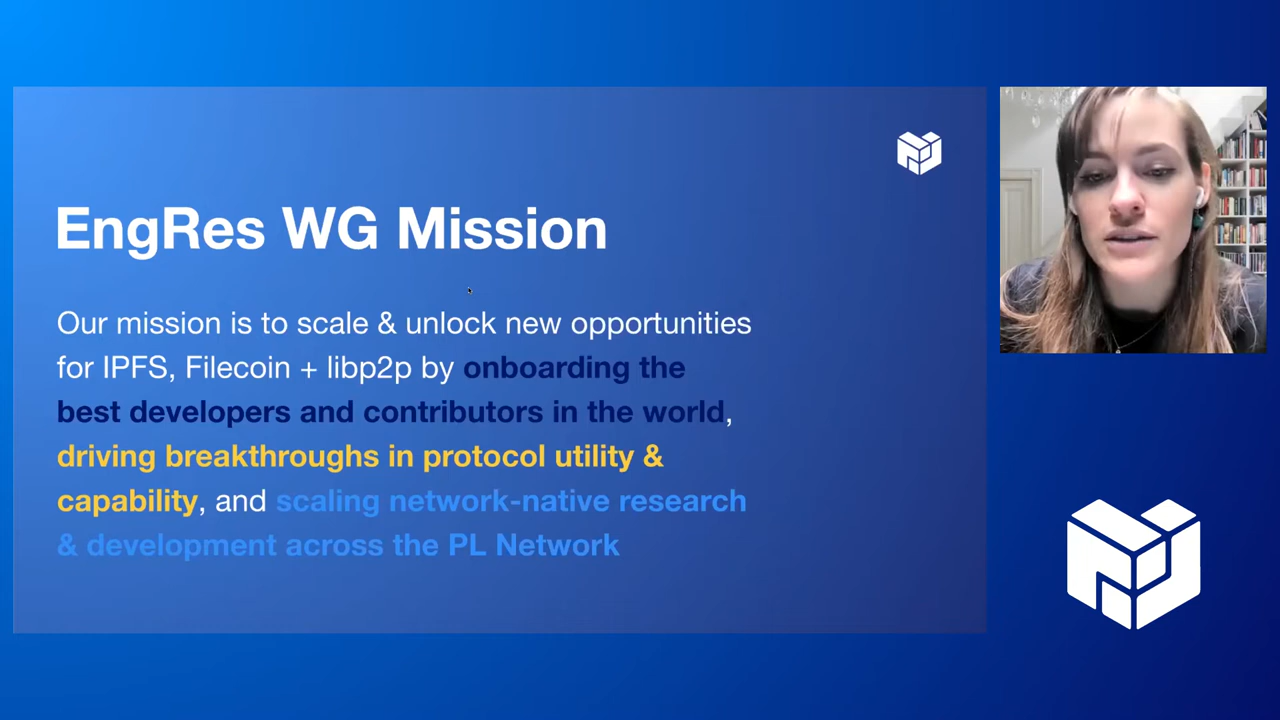 EngRes WG Mission
Our mission is to scale & unlock new opportunities
for IPFS, Filecoin + libp2p by onboarding the
best developers and contributors in the world,
driving breakthroughs in protocol utility &
capability, and scaling network-native research
& development across the PL Network